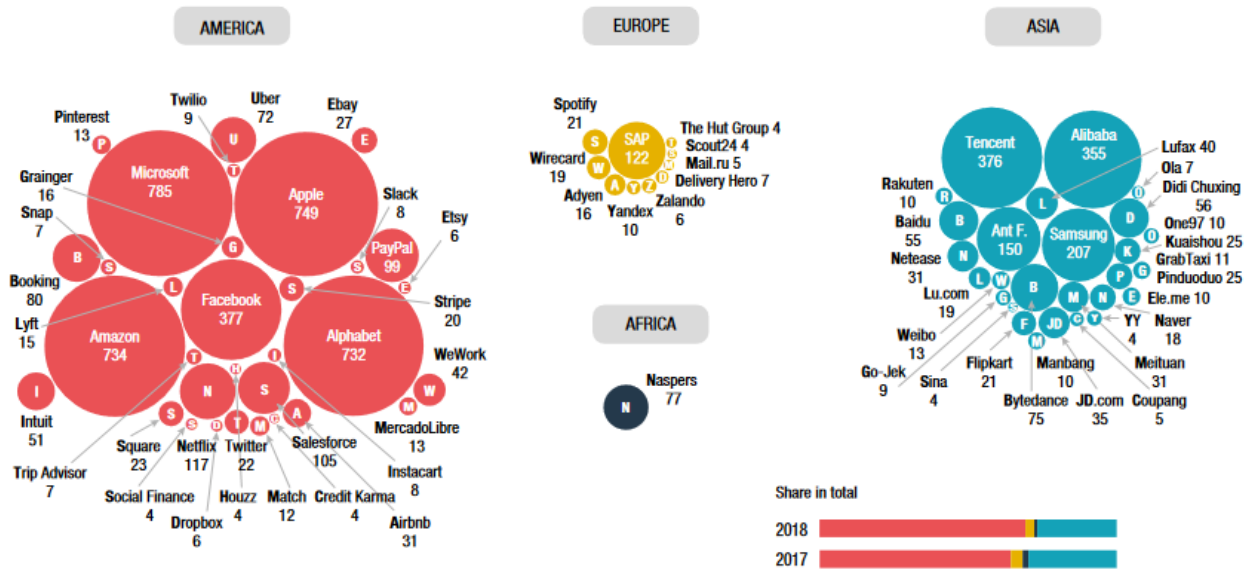 AMERICA
EUROPE
ASIA
Twilio
9
Uber
72
Ebay
27
Pinterest
13
P
U
E
T
Microsoft
785
Apple
749
Grainger
16
Slack
8
Snap
7
G
Etsy
6
B
S
S
PayPal
99
E
Booking
80
L
Facebook
377
S
Stripe
20
Lyft
15
Amazon
734
Alphabet
732
T
H
I
WeWork
42
I
N
S
M
W
Intuit
51
S
S
D
T
M
C
A
MercadoLibre
13
Square
23
Netflix
117
Twitter
22
Salesforce
105
Trip Advisor
7
Instacart
8
Social Finance
4
Houzz
4
Match
12
Credit Karma
4
Dropbox
6
Airbnb
31
Spotify
21
SAP
122
The Hut Group 4
Scout24 4
Mail.ru 5
Delivery Hero 7
S
W
A
Y
Z
D
Wirecard
19
Adyen
16
Yandex
10
Zalando
6
AFRICA
Naspers
77
N
Tencent
376
Alibaba
355
Lufax 40
Ola 7
Didi Chuxing
56
Rakuten
10
R
L
O
Baidu
55
B
Ant F.
150
Samsung
207
D
O
One97 10
Kuaishou 25
GrabTaxi 11
Pinduoduo 25
Netease
31
N
K
L
W
B
M
N
P
G
E
Ele.me 10
Lu.com
19
G
S
F
JD
C
Y
M
YY
4
Naver
18
Weibo
13
Go-Jek
9
Sina
4
Flipkart
21
Manbang
10
Meituan
31
Bytedance
75
JD.com
35
Coupang
5
Share in total
2018
2017